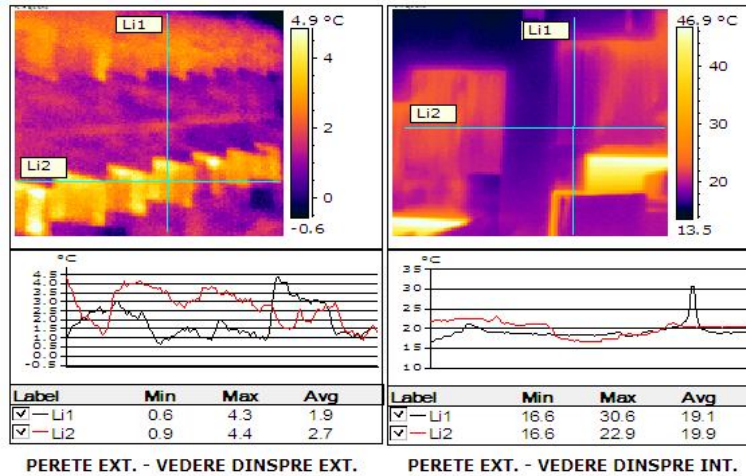 Li1
Li2
4.9 °C
4
2
0
-0.6
Li1
Li2
46.9 °C
40
30
20
13.5
°C
4.5
4.0
3.5
3.0
2.5
2.0
1.5
1.0
0.5
0.0
-0.5
Label Min Max Avg
Li1 0.6 4.3 1.9
Li2 0.9 4.4 2.7
°C
35
30
25
20
15
10
Label Min Max Avg
Li1 16.6 30.6 19.1
Li2 16.6 22.9 19.9
PERETE EXT. - VEDERE DINSPRE EXT.
PERETE EXT. - VEDERE DINSPRE INT.